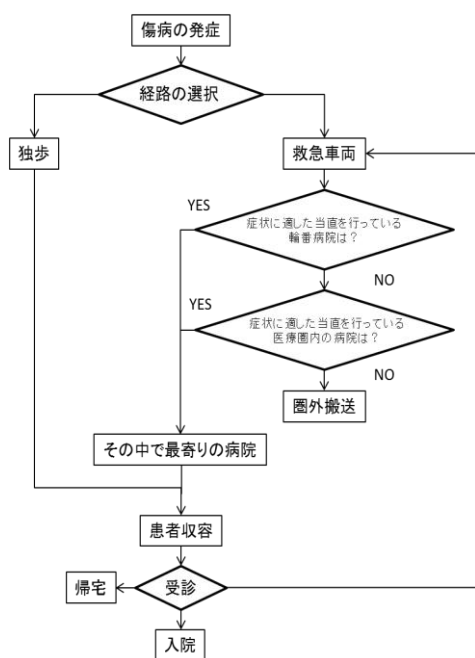 傷病の発症
経路の選択
独歩
救急車両
YES
症状に適した当直を行っている
輪番病院は？
NO
YES
症状に適した当直を行っている
医療圏内の病院は？
NO
圏外搬送
その中で最寄りの病院
患者収容
帰宅
受診
入院